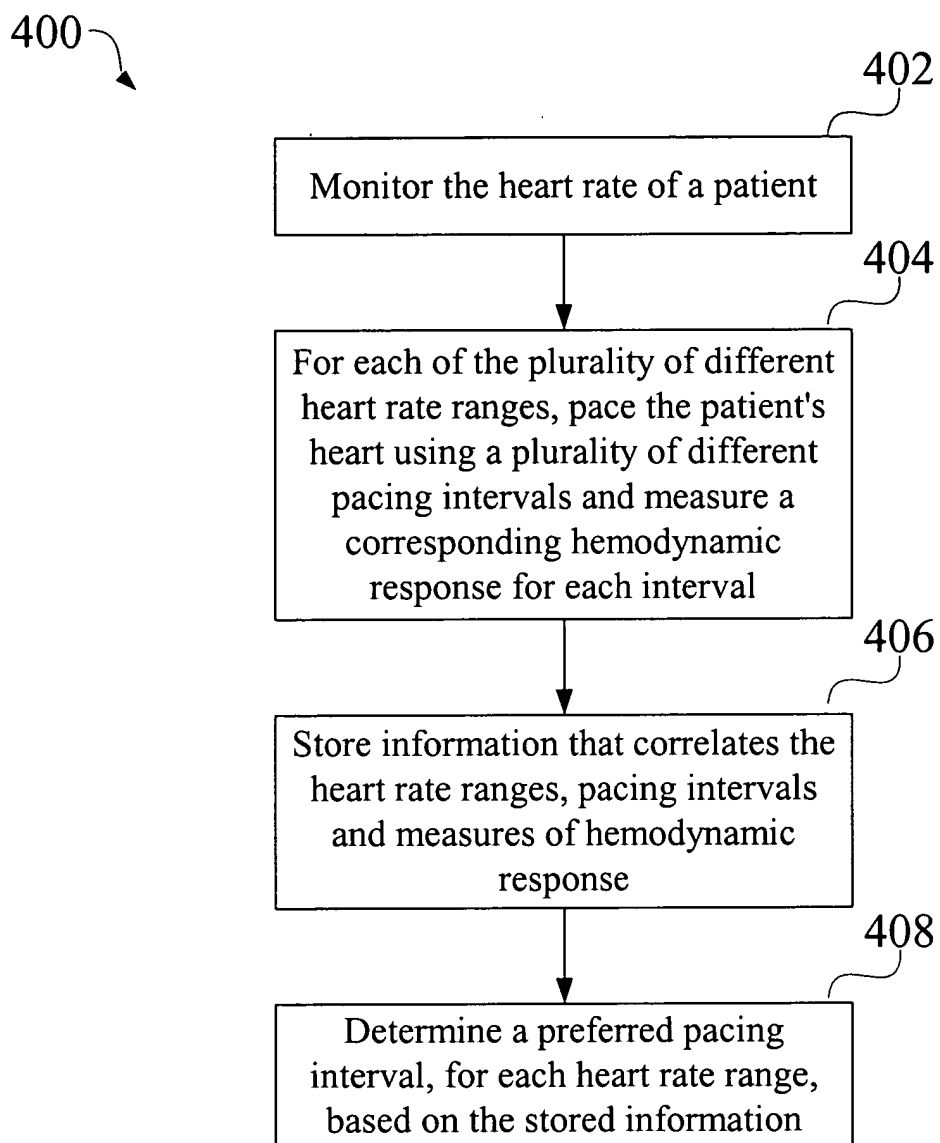 400
402
Monitor the heart rate of a patient
404
For each of the plurality of different
heart rate ranges, pace the patient's
heart using a plurality of different
pacing intervals and measure a
corresponding hemodynamic
response for each interval
406
Store information that correlates the
heart rate ranges, pacing intervals
and measures of hemodynamic
response
408
Determine a preferred pacing
interval, for each heart rate range,
based on the stored information